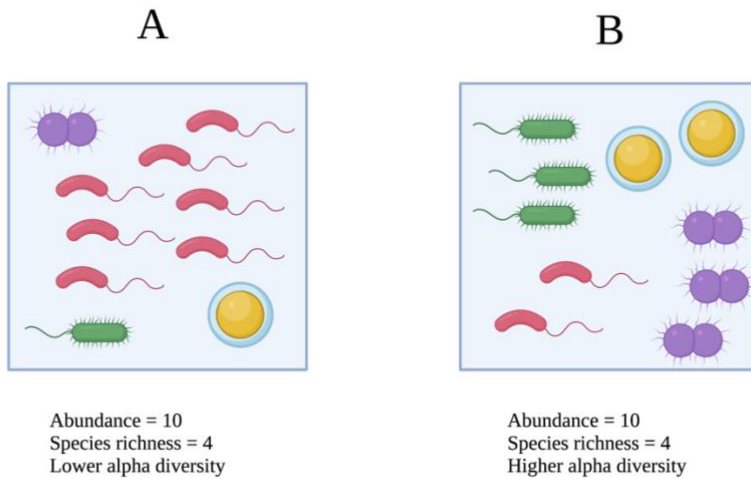 A
B
Abundance = 10
Species richness = 4
Lower alpha diversity
Abundance = 10
Species richness = 4
Higher alpha diversity